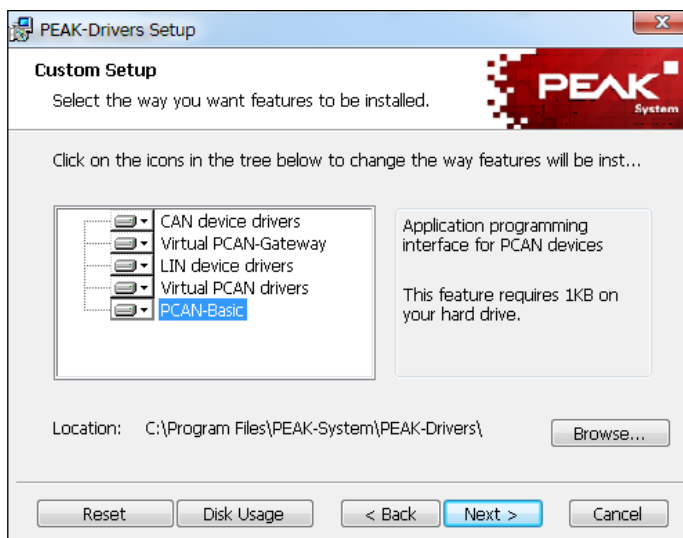 PEAK-Drivers Setup
Custom Setup
Select the way you want features to be installed.
PEAK
System
Click on the icons in the tree below to change the way features will be inst...
CAN device drivers
Virtual PCAN-Gateway
LIN device drivers
Virtual PCAN drivers
PCAN-Basic
Application programming
interface for PCAN devices
This feature requires 1KB on
your hard drive.
Location: C:\Program Files\PEAK-System\PEAK-Drivers\
Browse...
Reset Disk Usage < Back Next > Cancel